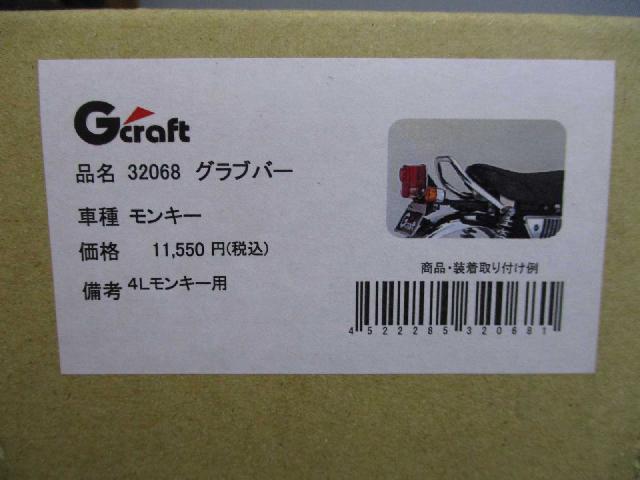 Gcraft
品名 32068 グラブバー
車種 モンキー
価格 11,550 円(税込)
備考 4Lモンキー用
商品・装着取り付け例
4522285320681